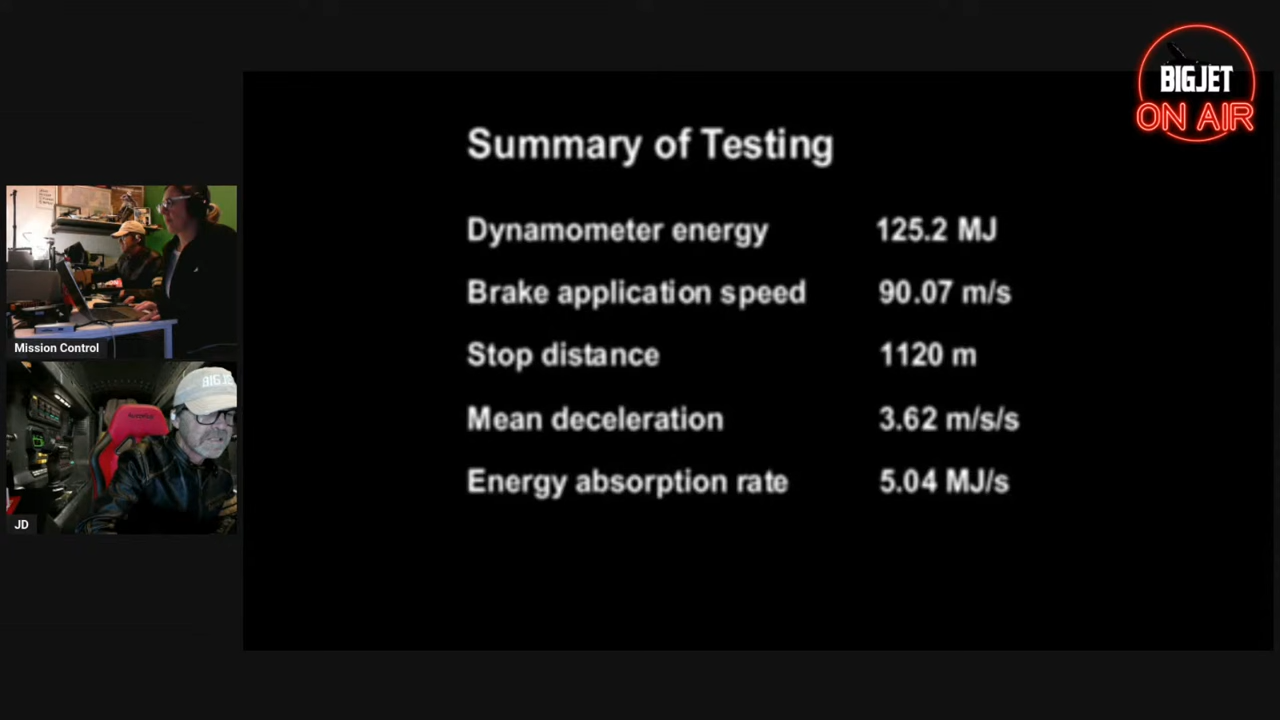 BIGJET
ON AIR
Summary of Testing
Dynamometer energy 125.2 MJ
Brake application speed 90.07 m/s
Stop distance 1120 m
Mean deceleration 3.62 m/s/s
Energy absorption rate 5.04 MJ/s
Mission Control
JD